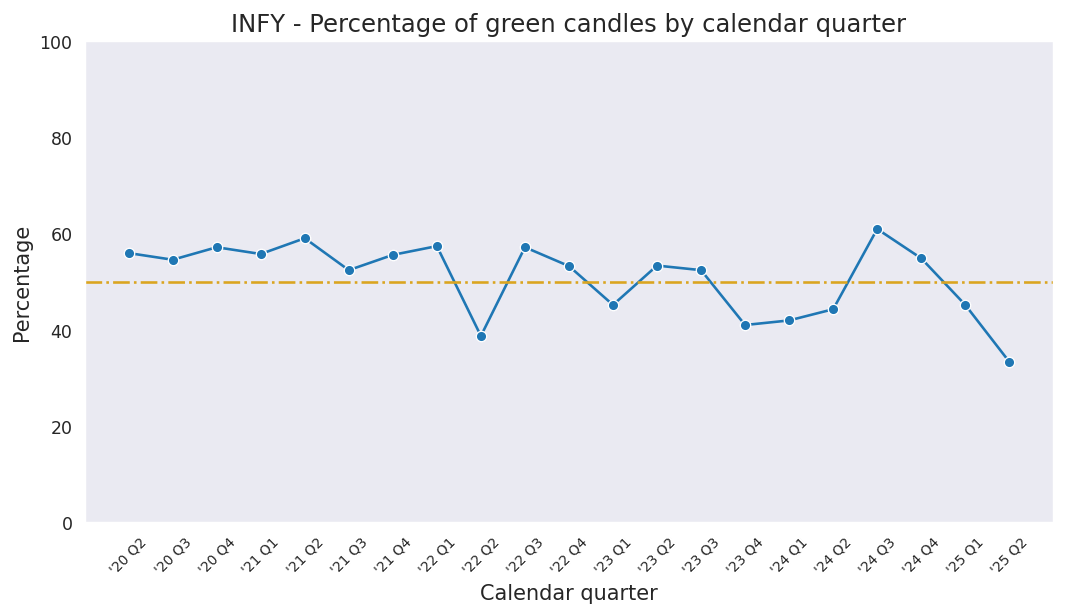 INFY - Percentage of green candles by calendar quarter
Percentage
100
80
60
40
20
0
'20 Q2
'20 Q3
'20 Q4
'21 Q1
'21 Q2
'21 Q3
'21 Q4
'22 Q1
'22 Q2
'22 Q3
'22 Q4
'23 Q1
'23 Q2
'23 Q3
'23 Q4
'24 Q1
'24 Q2
'24 Q3
'24 Q4
'25 Q1
'25 Q2
Calendar quarter